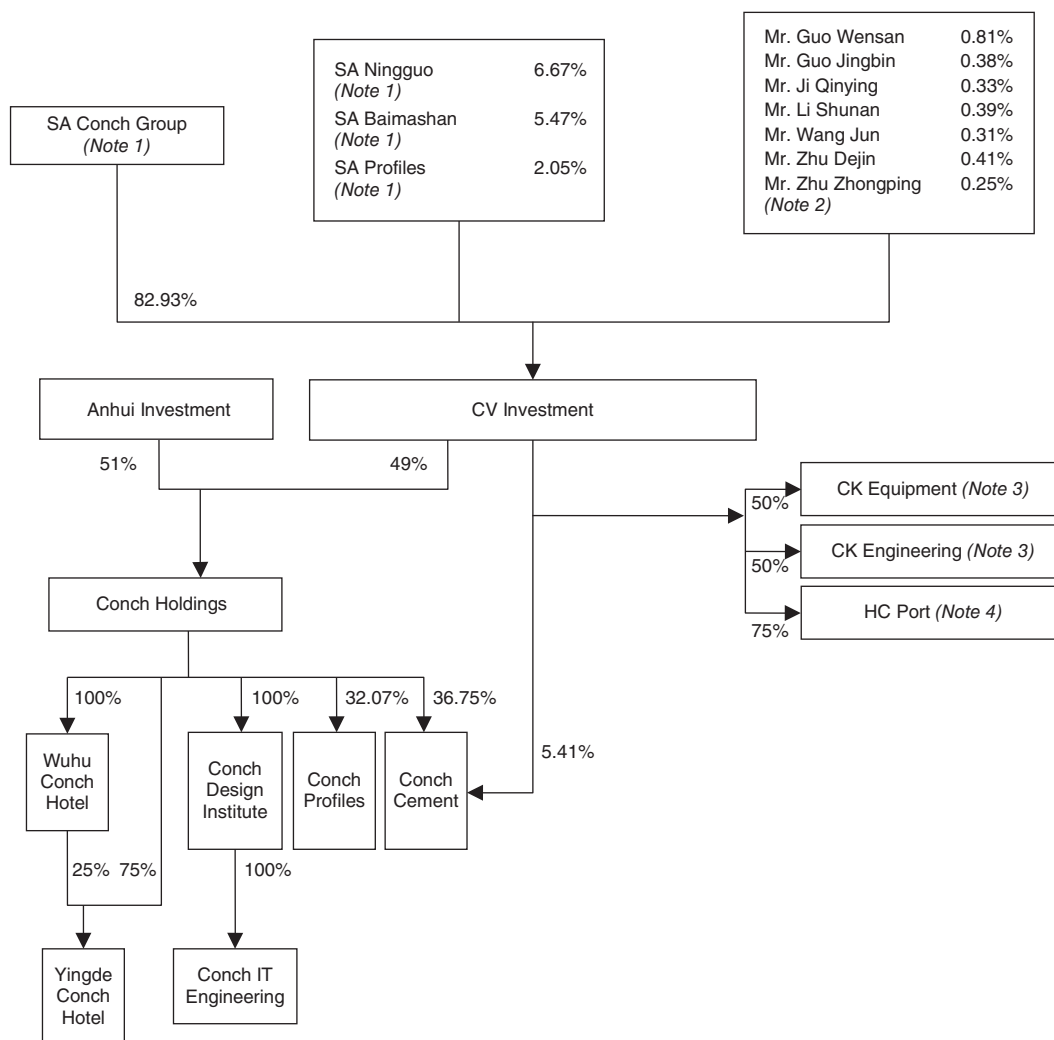 SA Conch Group
(Note 1)
SA Ningguo 6.67%
(Note 1)
SA Baimashan 5.47%
(Note 1)
SA Profiles 2.05%
(Note 1)
Mr. Guo Wensan 0.81%
Mr. Guo Jingbin 0.38%
Mr. Ji Qinying 0.33%
Mr. Li Shunan 0.39%
Mr. Wang Jun 0.31%
Mr. Zhu Dejin 0.41%
Mr. Zhu Zhongping 0.25%
(Note 2)
82.93%
Anhui Investment
CV Investment
51%
49%
50%
CK Equipment (Note 3)
50%
CK Engineering (Note 3)
75%
HC Port (Note 4)
Conch Holdings
100%
100%
32.07%
36.75%
5.41%
Wuhu
Conch
Hotel
Conch
Design
Institute
Conch
Profiles
Conch
Cement
25%
75%
100%
Yingde
Conch
Hotel
Conch IT
Engineering